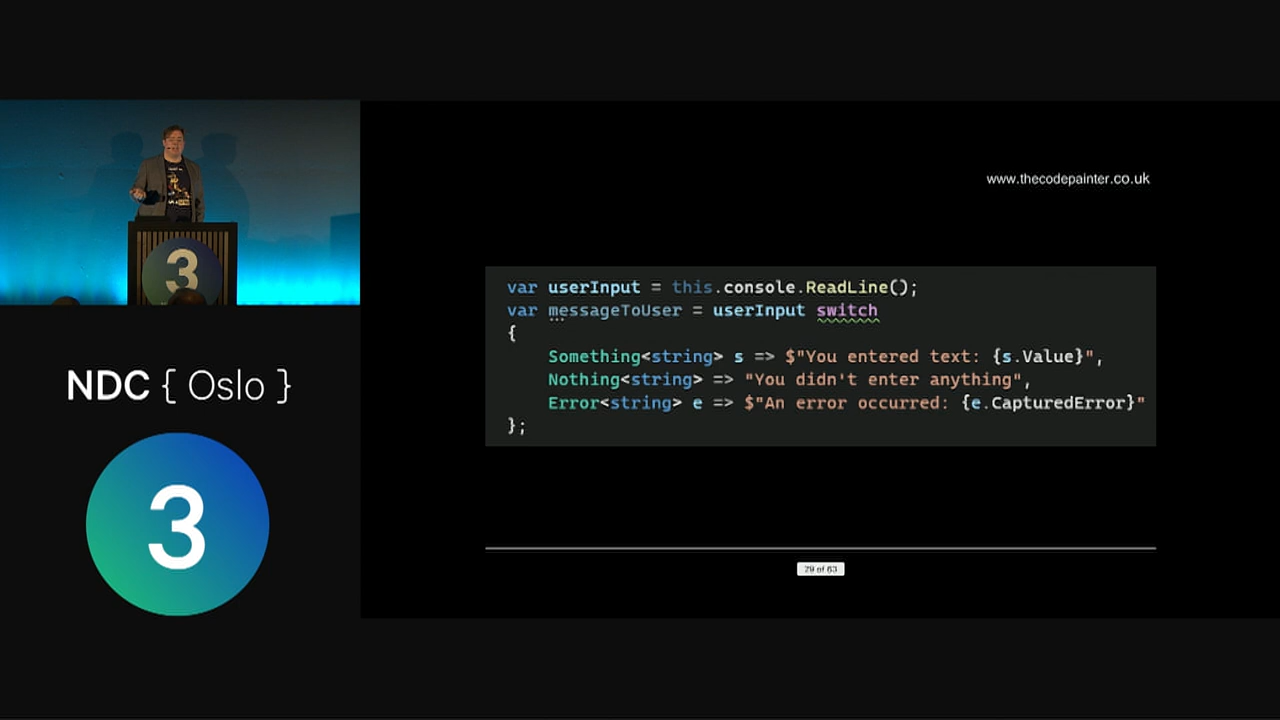 www.thecodepainter.co.uk
var userInput = this.console.ReadLine();
var messageToUser = userInput switch
{
Something<string> s => $"You entered text: {s.Value}",
Nothing<string> => "You didn't enter anything",
Error<string> e => $"An error occurred: {e.CapturedError}"
};
29 of 63
3
NDC { Oslo }
3